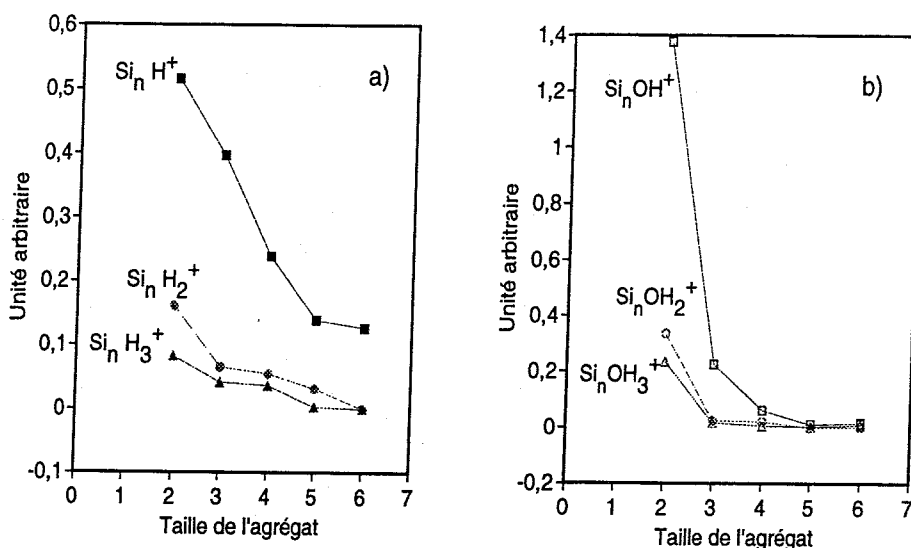 a)
Unité arbitraire
0,6
0,5
0,4
0,3
0,2
0,1
0
-0,1
Si_n H^+
Si_n H_2^+
Si_n H_3^+
0 1 2 3 4 5 6 7
Taille de l'agrégat
b)
Unité arbitraire
1,4
1,2
1
0,8
0,6
0,4
0,2
0
-0,2
Si_nOH^+
Si_nOH_2^+
Si_nOH_3^+
0 1 2 3 4 5 6 7
Taille de l'agrégat